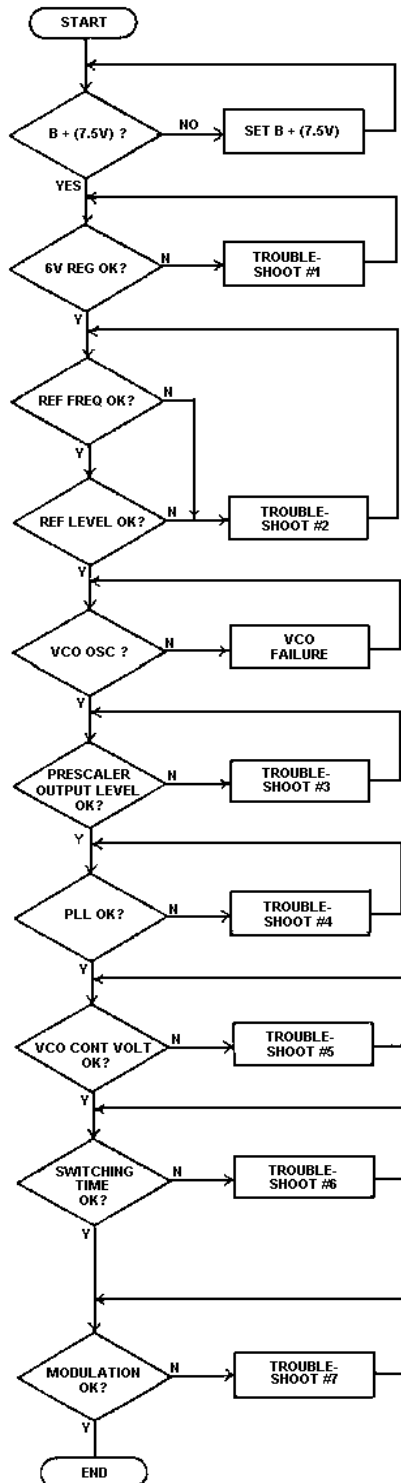 START
B + (7.5V) ?
NO
SET B + (7.5V)
YES
6V REG OK?
N
TROUBLE-
SHOOT #1
Y
REF FREQ OK?
N
Y
REF LEVEL OK?
N
TROUBLE-
SHOOT #2
Y
VCO OSC ?
N
VCO
FAILURE
Y
PRESCALER
OUTPUT LEVEL
OK?
N
TROUBLE-
SHOOT #3
Y
PLL OK?
N
TROUBLE-
SHOOT #4
Y
VCO CONT VOLT
OK?
N
TROUBLE-
SHOOT #5
Y
SWITCHING
TIME
OK?
N
TROUBLE-
SHOOT #6
Y
MODULATION
OK?
N
TROUBLE-
SHOOT #7
Y
END